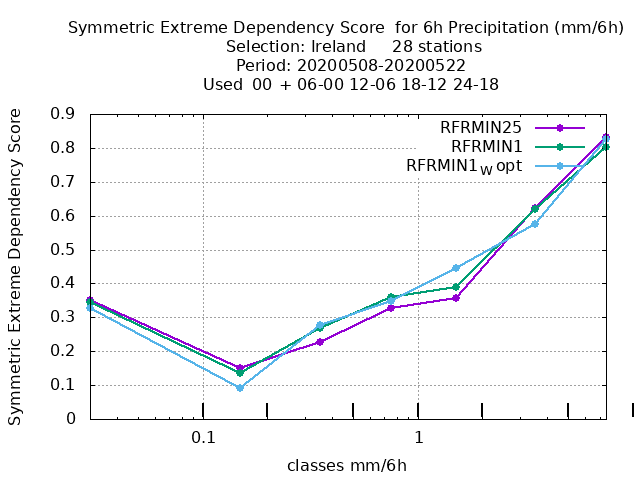 Symmetric Extreme Dependency Score  for 6h Precipitation (mm/6h)
Selection: Ireland     28 stations
Period: 20200508-20200522
Used  00  + 06-00 12-06 18-12 24-18
Symmetric Extreme Dependency Score
0.9
0.8
0.7
0.6
0.5
0.4
0.3
0.2
0.1
0
RFRMIN25
RFRMIN1
RFRMIN1W opt
0.1
1
classes mm/6h